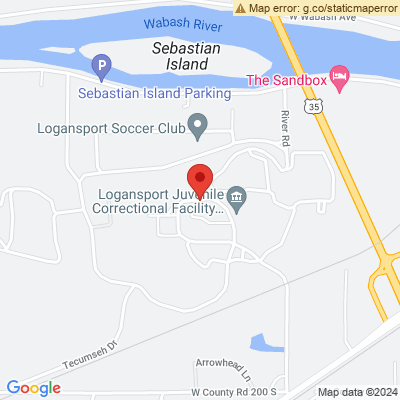 Map error: g.co/staticmaperror
W Wabash Ave
Wabash River
Sebastian
Island
The Sandbox
Sebastian Island Parking
35
River Rd
Logansport Soccer Club
Logansport Juvenile
Correctional Facility...
Tecumseh Dr
Arrowhead Ln
W County Rd 200 S
Google
Map data ©2024